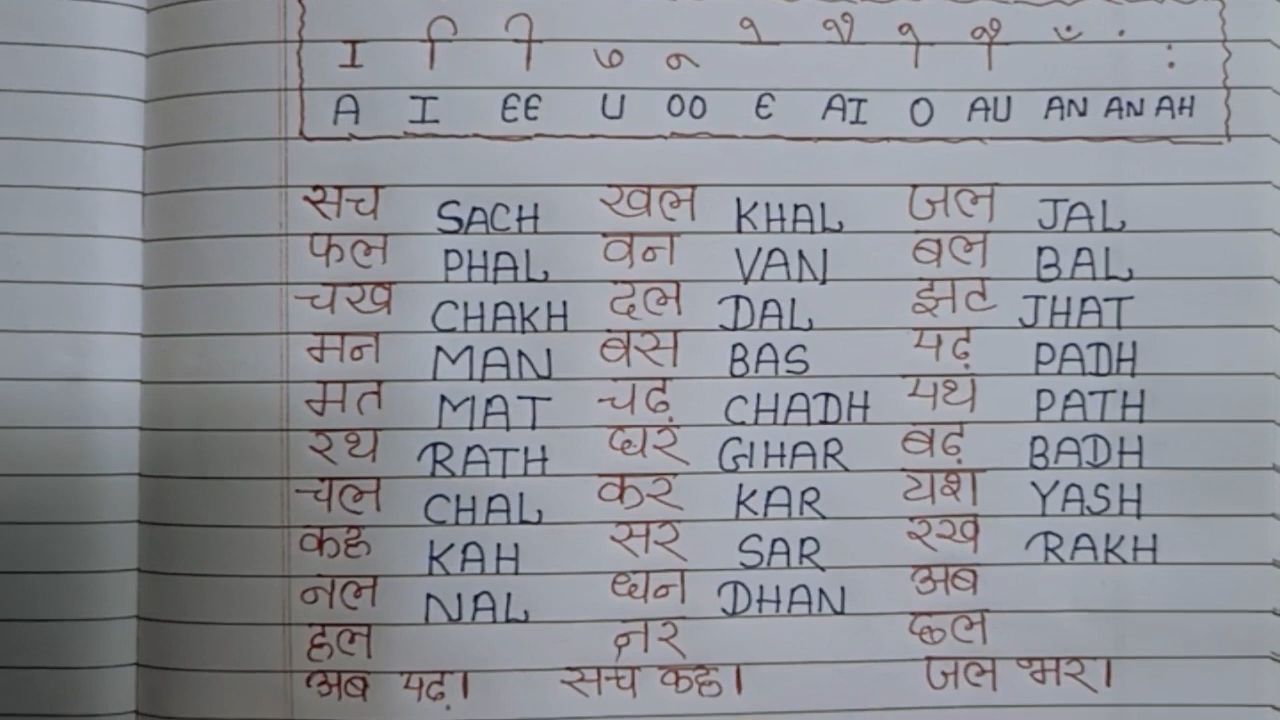 ा ि ी ु ू े ै ो ौ ँ ं ः
A I EE U OO E AI O AU AN AN AH
सच SACH खल KHAL जल JAL
फल PHAL वन VAN बल BAL
चख CHAKH दल DAL झट JHAT
मन MAN बस BAS पढ़ PADH
मत MAT चढ़ CHADH पथ PATH
रथ RATH घर GHAR बढ़ BADH
चल CHAL कर KAR यश YASH
कह KAH सर SAR रख RAKH
नल NAL धन DHAN अब
हल नर छल
अब पढ़। सच कह। जल भर।